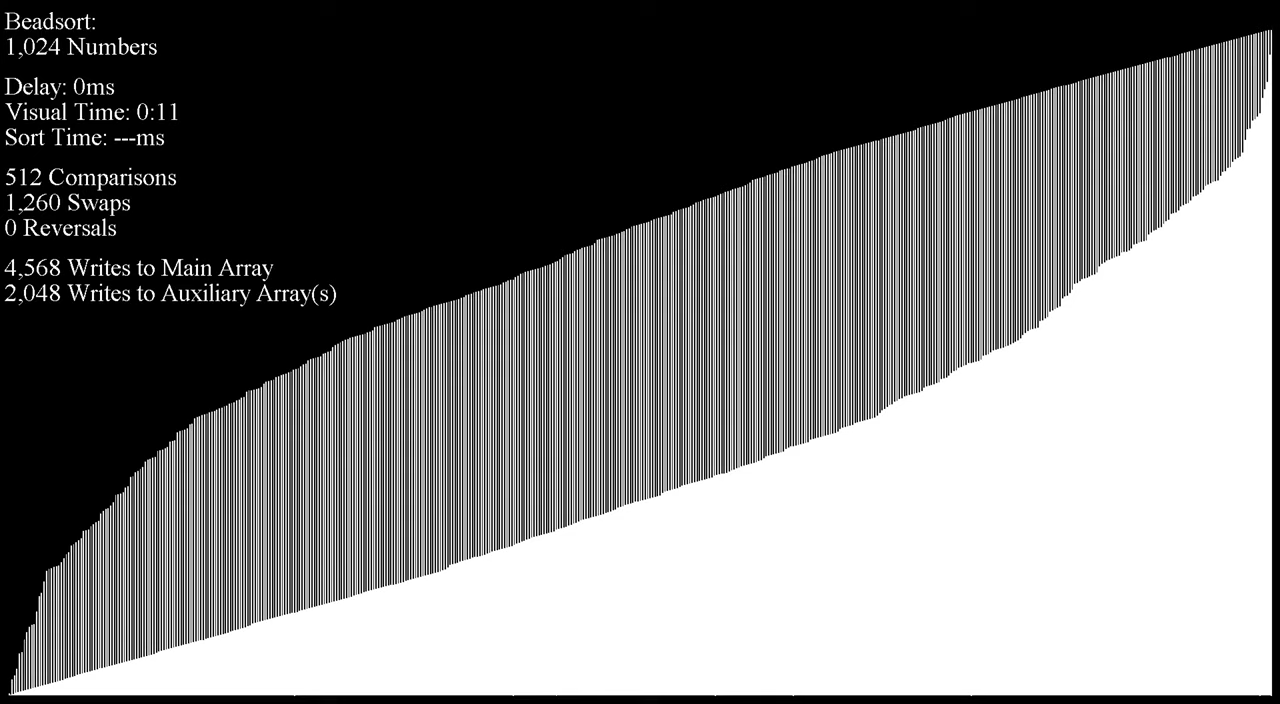 Beadsort:
1,024 Numbers
Delay: 0ms
Visual Time: 0:11
Sort Time: ---ms
512 Comparisons
1,260 Swaps
0 Reversals
4,568 Writes to Main Array
2,048 Writes to Auxiliary Array(s)